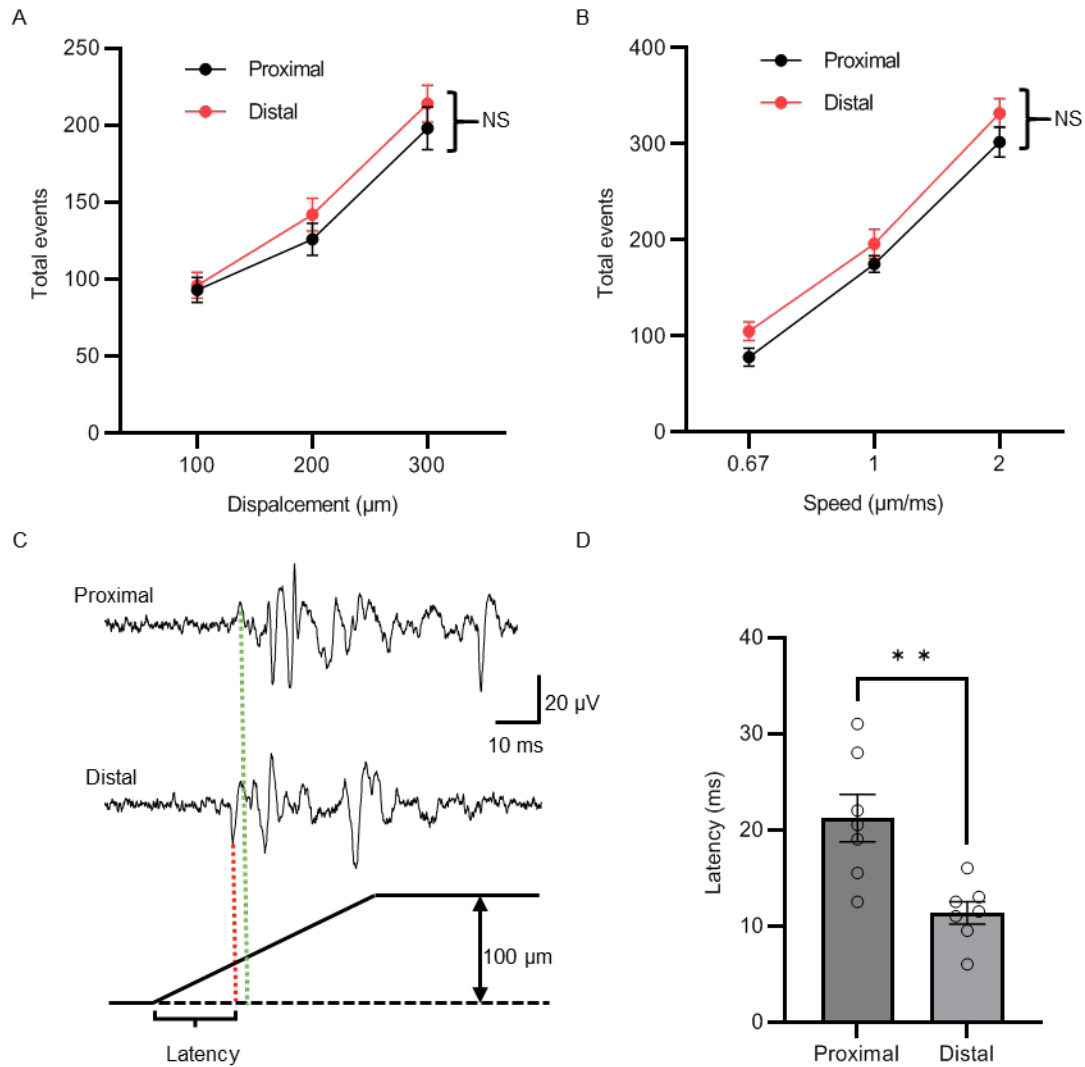 A
250
200
150
100
50
0
Total events
Proximal
Distal
NS
100
200
300
Dispalcement (µm)
B
400
300
200
100
0
Total events
Proximal
Distal
NS
0.67
1
2
Speed (µm/ms)
C
Proximal
20 µV
10 ms
Distal
100 µm
Latency
D
40
30
20
10
0
Latency (ms)
* *
Proximal
Distal